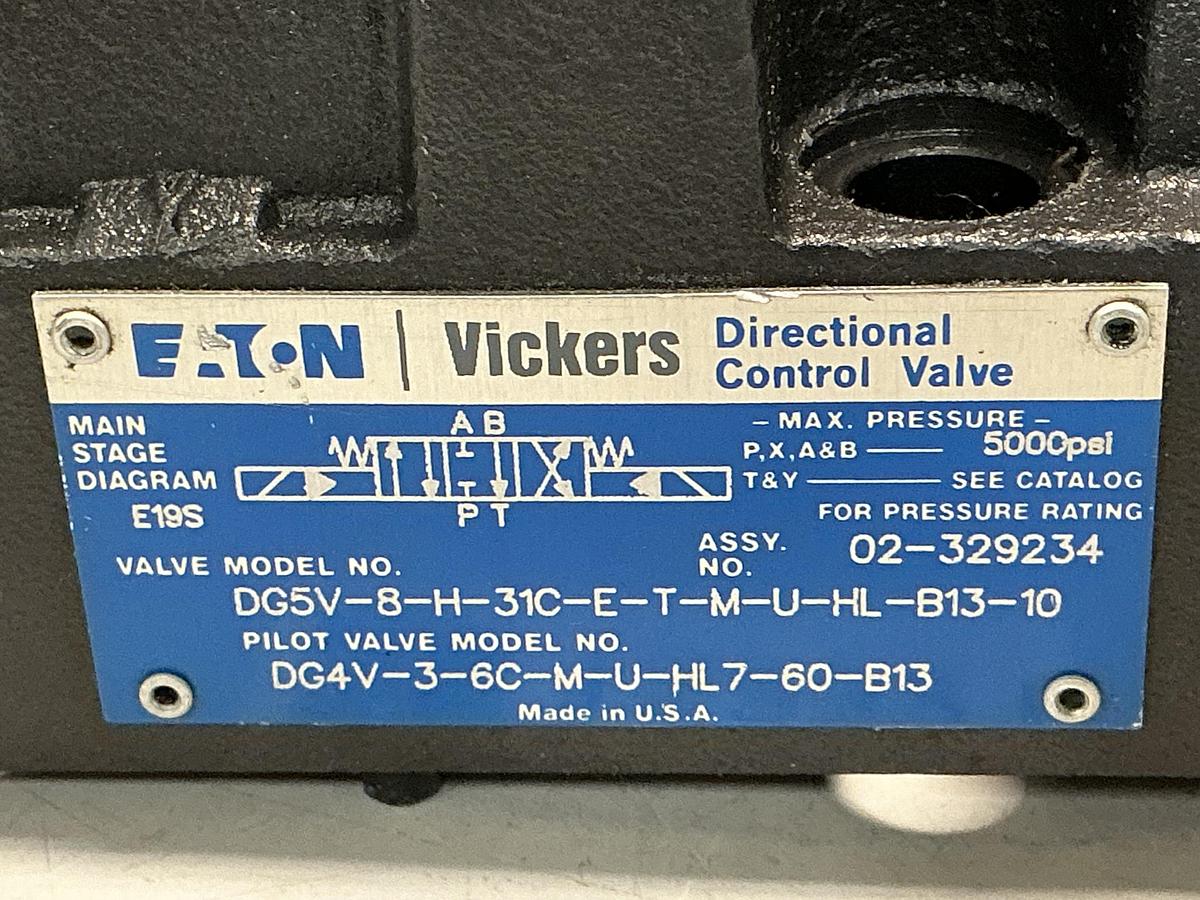 EATON | Vickers Directional
Control Valve
MAIN
STAGE
DIAGRAM
E19S
A B
P T
– MAX. PRESSURE –
P,X,A&B —— 5000psi
T&Y ———— SEE CATALOG
FOR PRESSURE RATING
ASSY.
NO. 02-329234
VALVE MODEL NO.
DG5V-8-H-31C-E-T-M-U-HL-B13-10
PILOT VALVE MODEL NO.
DG4V-3-6C-M-U-HL7-60-B13
Made in U.S.A.